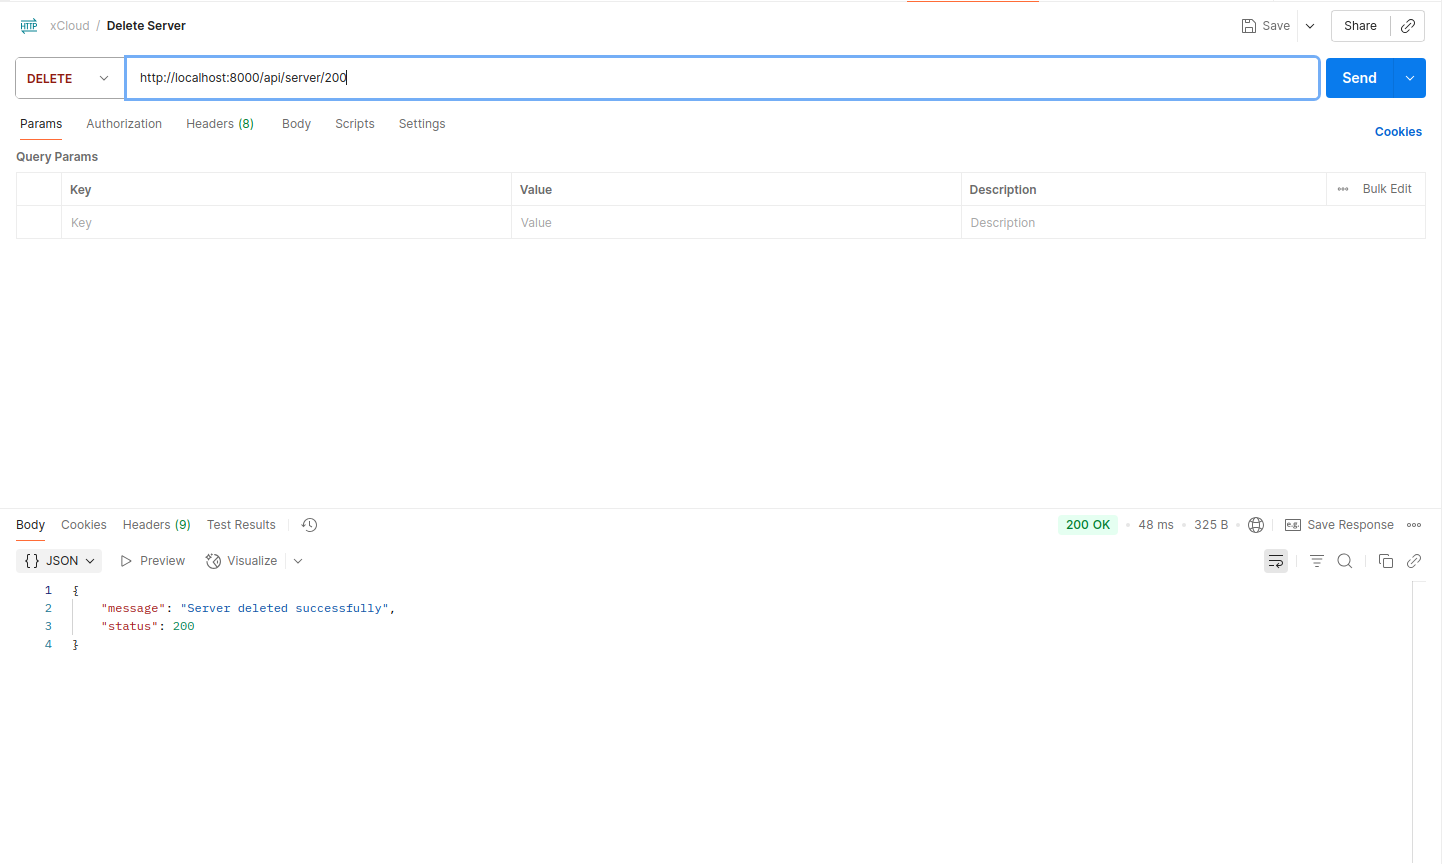 HTTP xCloud / Delete Server Save Share
DELETE http://localhost:8000/api/server/200 Send
Params Authorization Headers (8) Body Scripts Settings Cookies
Query Params
Key Value Description Bulk Edit
Key Value Description
Body Cookies Headers (9) Test Results 200 OK 48 ms 325 B e.g. Save Response
{} JSON Preview Visualize
1 {
2 "message": "Server deleted successfully",
3 "status": 200
4 }